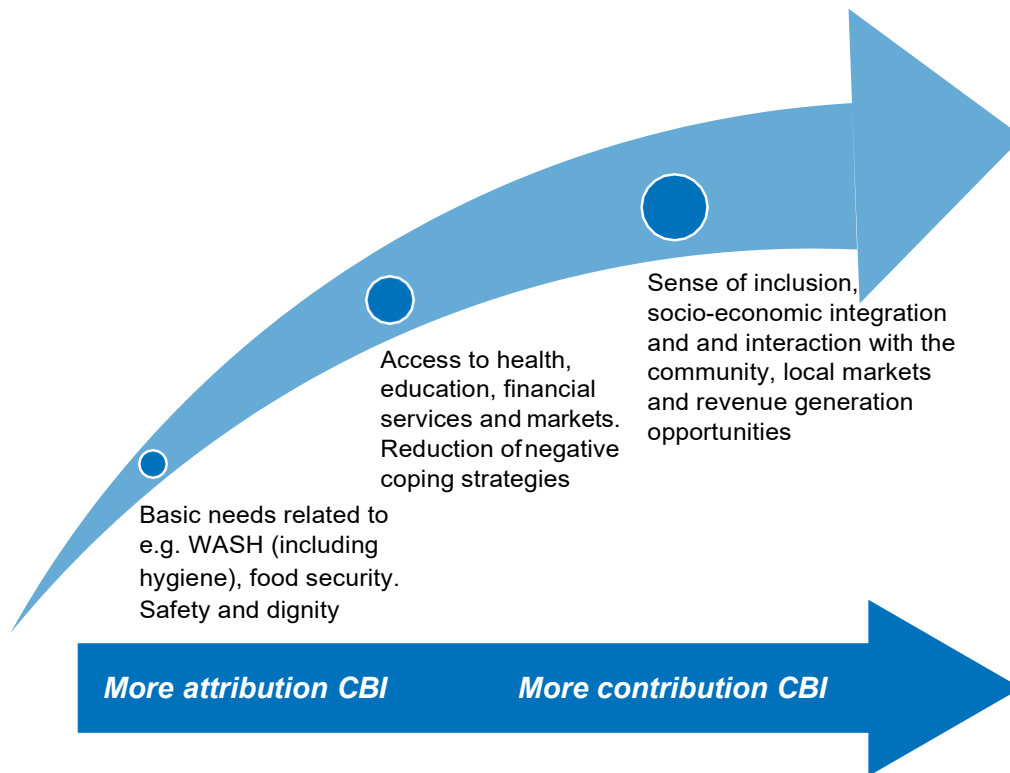 Sense of inclusion,
socio-economic integration
and and interaction with the
community, local markets
and revenue generation
opportunities
Access to health,
education, financial
services and markets.
Reduction of negative
coping strategies
Basic needs related to
e.g. WASH (including
hygiene), food security.
Safety and dignity
More attribution CBI
More contribution CBI